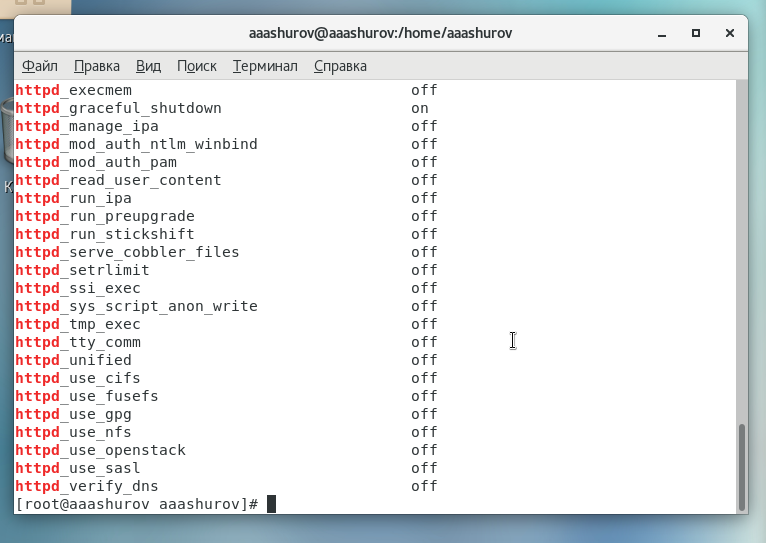 aaashurov@aaashurov:/home/aaashurov
Файл Правка Вид Поиск Терминал Справка
httpd_execmem off
httpd_graceful_shutdown on
httpd_manage_ipa off
httpd_mod_auth_ntlm_winbind off
httpd_mod_auth_pam off
httpd_read_user_content off
httpd_run_ipa off
httpd_run_preupgrade off
httpd_run_stickshift off
httpd_serve_cobbler_files off
httpd_setrlimit off
httpd_ssi_exec off
httpd_sys_script_anon_write off
httpd_tmp_exec off
httpd_tty_comm off
httpd_unified off
httpd_use_cifs off
httpd_use_fusefs off
httpd_use_gpg off
httpd_use_nfs off
httpd_use_openstack off
httpd_use_sasl off
httpd_verify_dns off
[root@aaashurov aaashurov]#